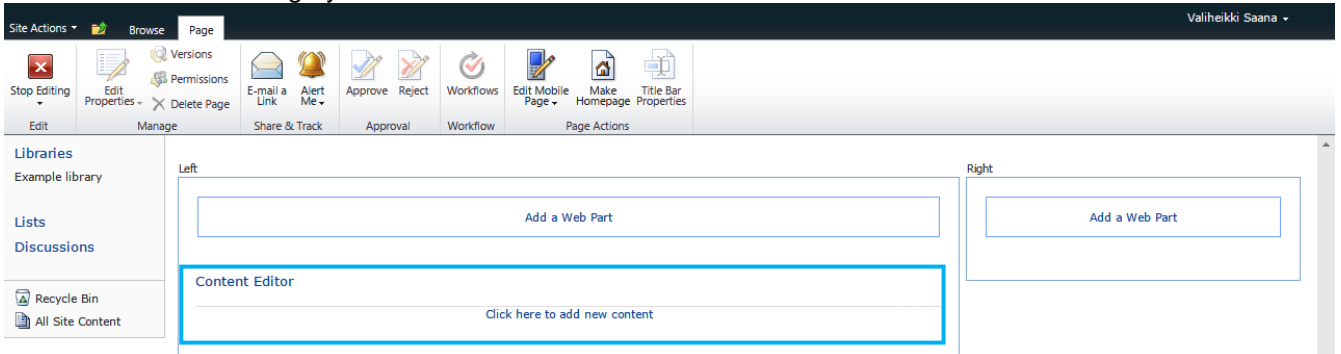 Valiheikki Saana
Site Actions Browse Page
Stop Editing
Edit Properties
Versions
Permissions
Delete Page
E-mail a Link
Alert Me
Approve
Reject
Workflows
Edit Mobile Page
Make Homepage
Title Bar Properties
Edit Manage Share & Track Approval Workflow Page Actions
Libraries
Example library
Lists
Discussions
Recycle Bin
All Site Content
Left
Add a Web Part
Content Editor
Click here to add new content
Right
Add a Web Part